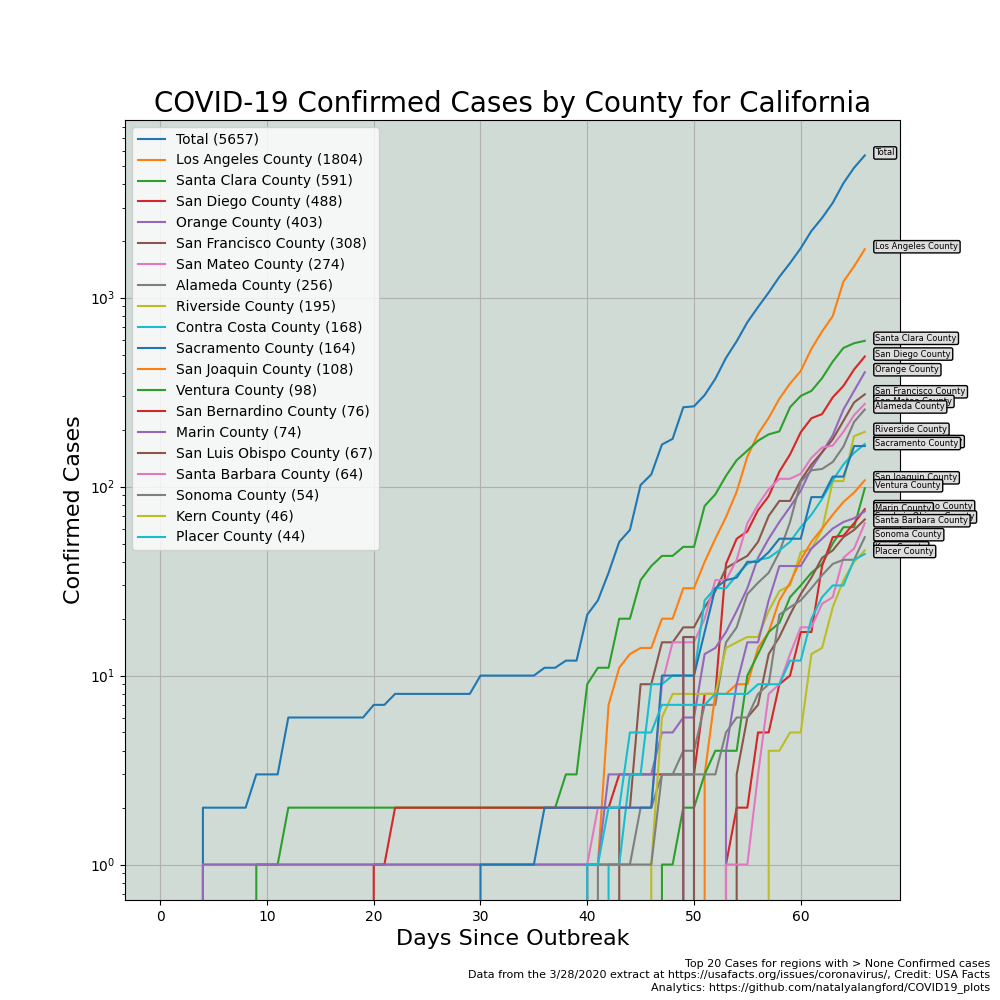 COVID-19 Confirmed Cases by County for California
Total (5657)
Los Angeles County (1804)
Santa Clara County (591)
San Diego County (488)
Orange County (403)
San Francisco County (308)
San Mateo County (274)
Alameda County (256)
Riverside County (195)
Contra Costa County (168)
Sacramento County (164)
San Joaquin County (108)
Ventura County (98)
San Bernardino County (76)
Marin County (74)
San Luis Obispo County (67)
Santa Barbara County (64)
Sonoma County (54)
Kern County (46)
Placer County (44)
Total
Los Angeles County
Santa Clara County
San Diego County
Orange County
San Francisco County
Alameda County
Riverside County
Sacramento County
San Joaquin County
Ventura County
Marin County
Santa Barbara County
Sonoma County
Placer County
10³
10²
10¹
10⁰
Confirmed Cases
0 10 20 30 40 50 60
Days Since Outbreak
Top 20 Cases for regions with > None Confirmed cases
Data from the 3/28/2020 extract at https://usafacts.org/issues/coronavirus/, Credit: USA Facts
Analytics: https://github.com/natalyalangford/COVID19_plots